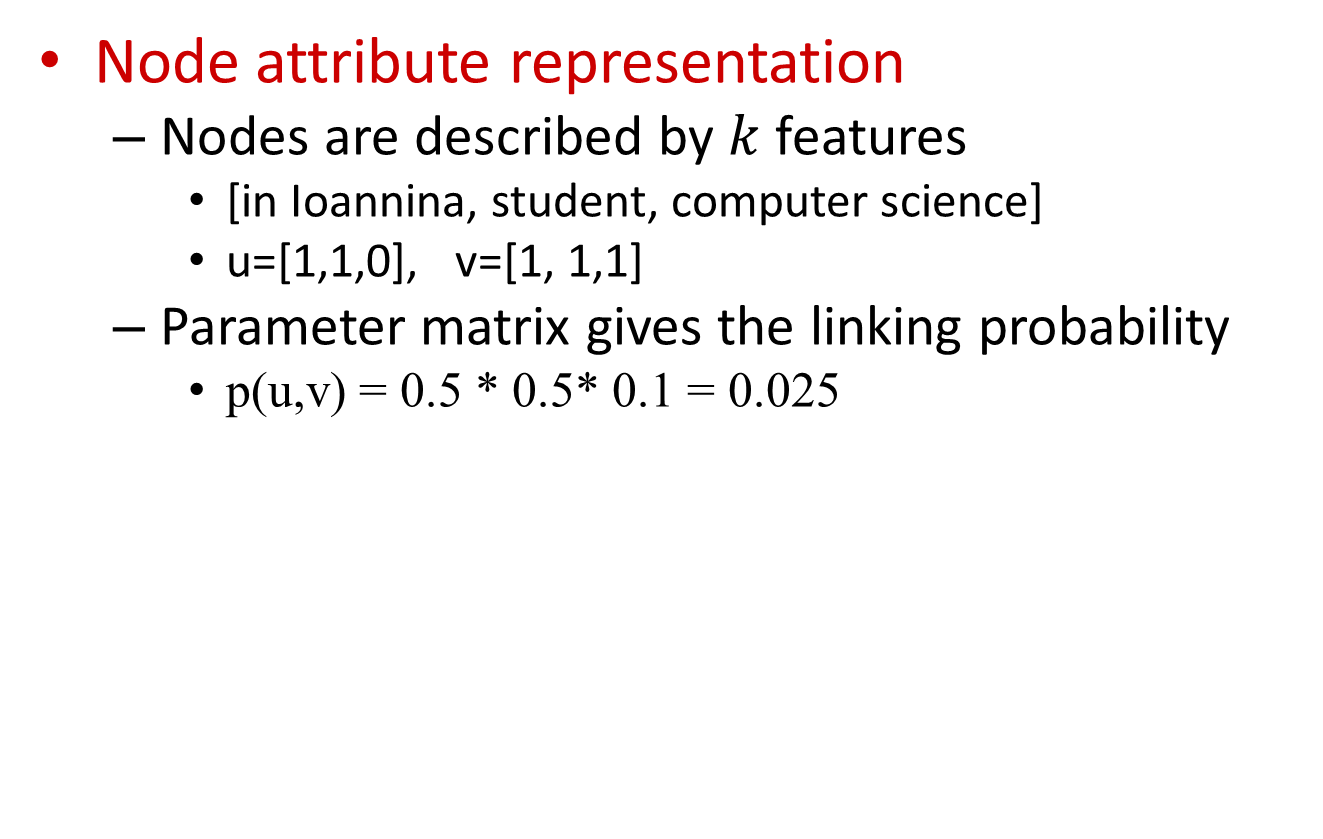 • Node attribute representation
– Nodes are described by k features
• [in Ioannina, student, computer science]
• u=[1,1,0], v=[1, 1,1]
– Parameter matrix gives the linking probability
• p(u,v) = 0.5 * 0.5* 0.1 = 0.025